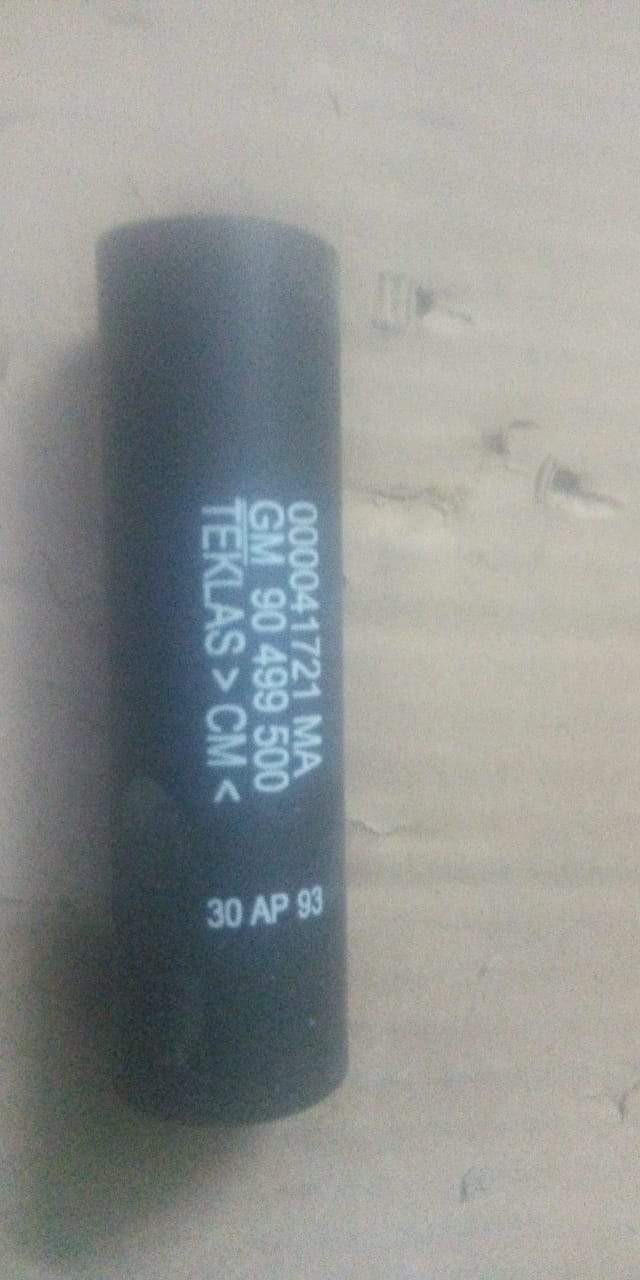 000041721 MA
GM 90 499 500
TEKLAS > CM <
30 AP 93